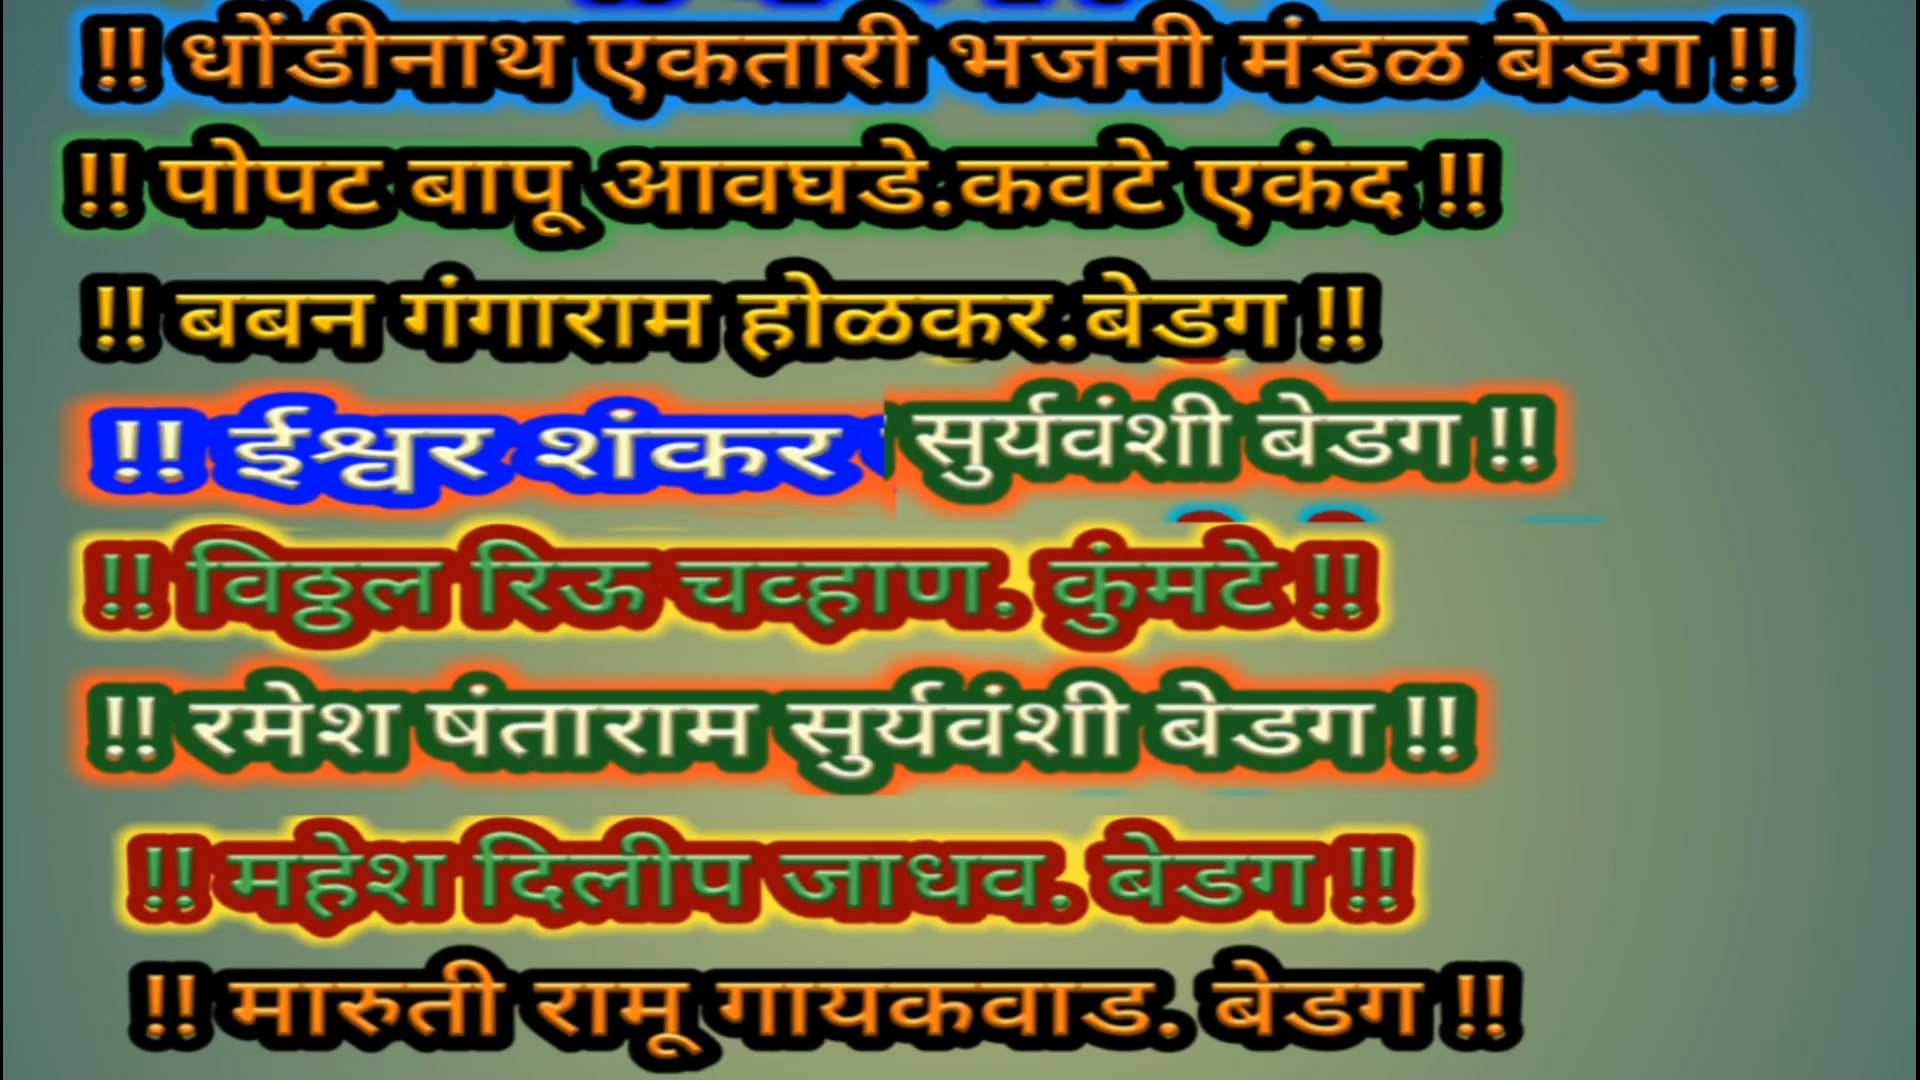 !! धोंडीनाथ एकतारी भजनी मंडळ बेडग !!
!! पोपट बापू आवघडे.कवटे एकंद !!
!! बबन गंगाराम होळकर.बेडग !!
!! ईश्वर शंकर सुर्यवंशी बेडग !!
!! विठ्ठल रिऊ चव्हाण. कुंमटे !!
!! रमेश षंताराम सुर्यवंशी बेडग !!
!! महेश दिलीप जाधव. बेडग !!
!! मारुती रामू गायकवाड. बेडग !!